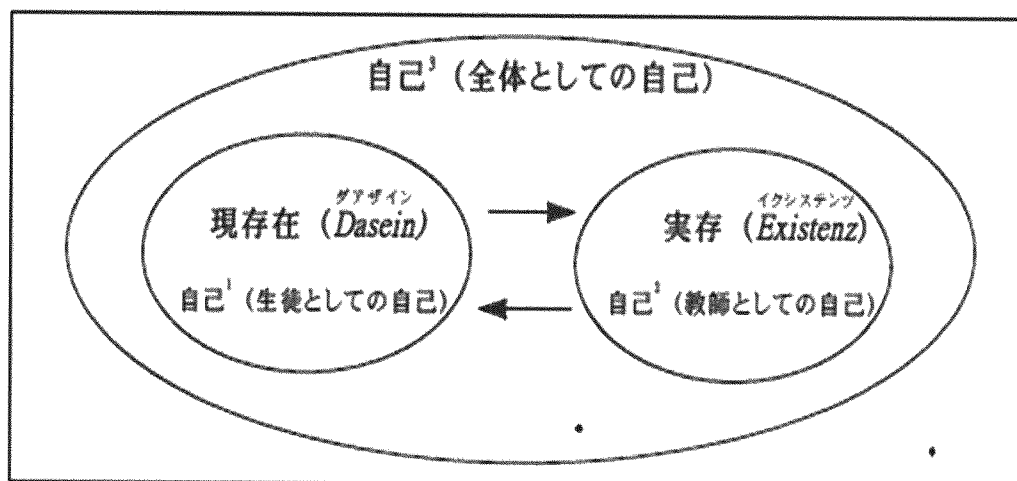 自己³（全体としての自己）
ダアザイン
現存在（Dasein）
自己¹（生徒としての自己）
イクシステンツ
実存（Existenz）
自己²（教師としての自己）